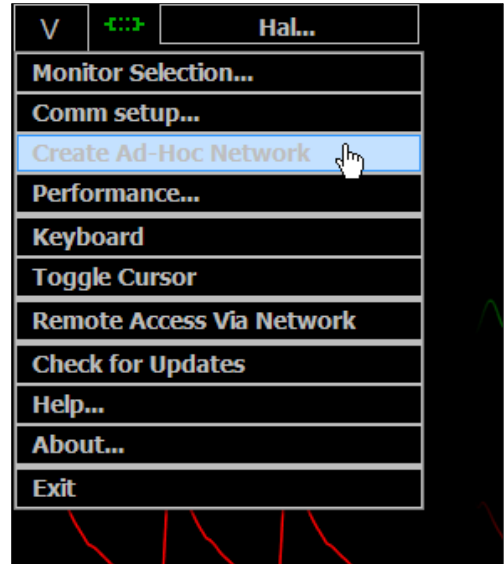 V
Hal...
Monitor Selection...
Comm setup...
Create Ad-Hoc Network
Performance...
Keyboard
Toggle Cursor
Remote Access Via Network
Check for Updates
Help...
About...
Exit